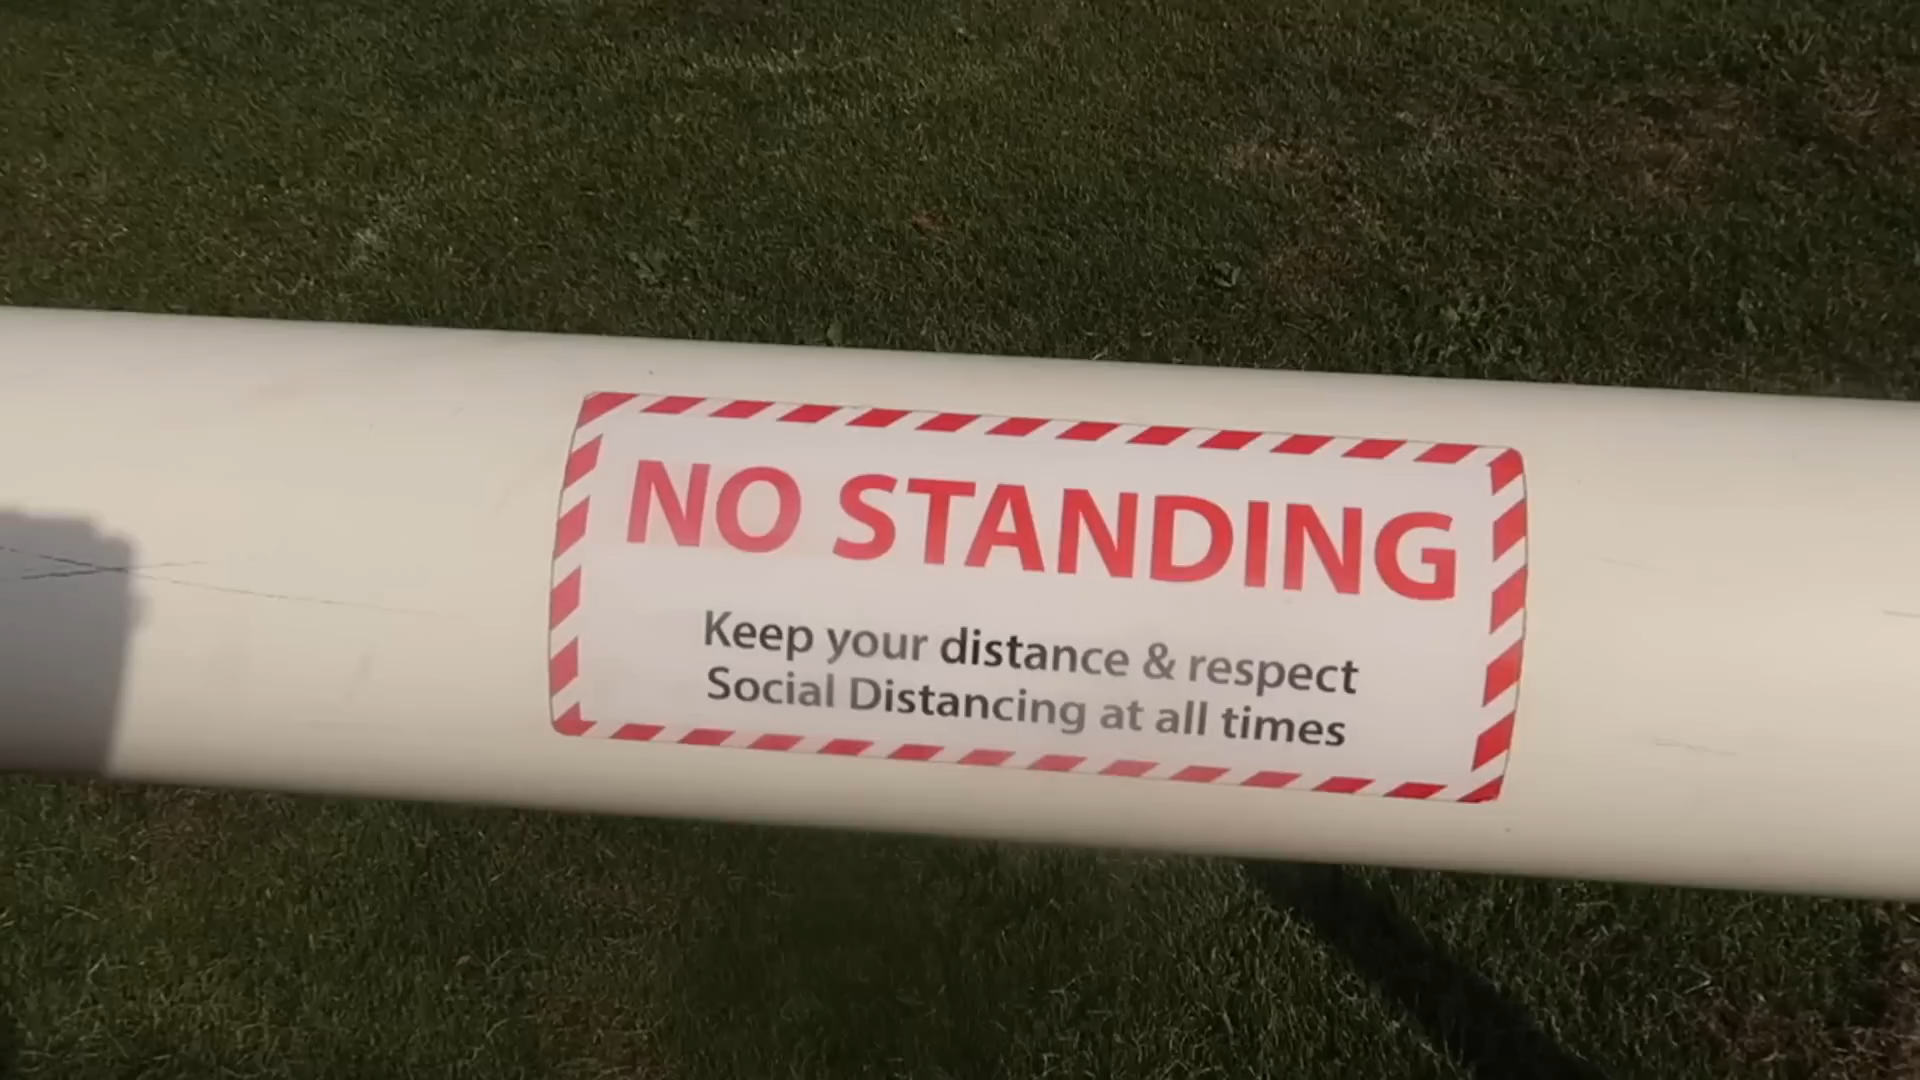 NO STANDING
Keep your distance & respect
Social Distancing at all times